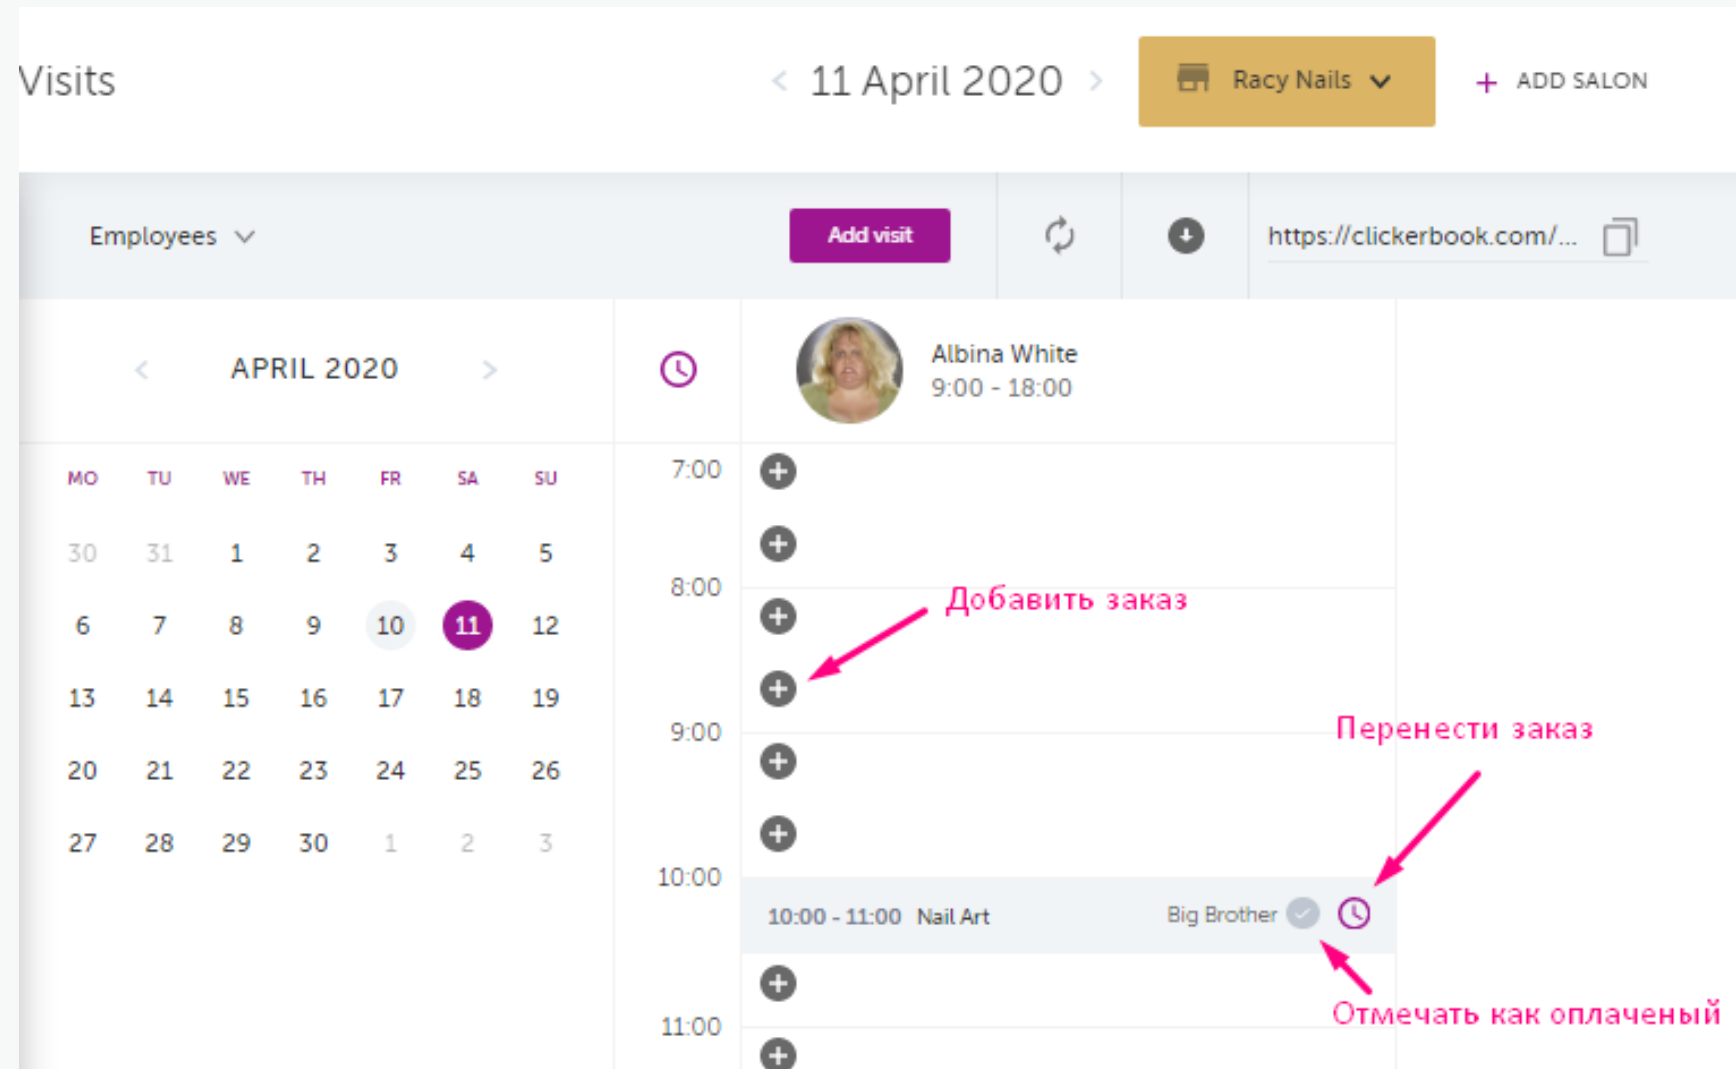 Visits
< 11 April 2020 >
Racy Nails
+ ADD SALON
Employees
Add visit
https://clickerbook.com/...
< APRIL 2020 >
Albina White
9:00 - 18:00
MO TU WE TH FR SA SU
30 31 1 2 3 4 5
6 7 8 9 10 11 12
13 14 15 16 17 18 19
20 21 22 23 24 25 26
27 28 29 30 1 2 3
7:00
8:00
Добавить заказ
9:00
Перенести заказ
10:00
10:00 - 11:00 Nail Art Big Brother
Отмечать как оплаченый
11:00